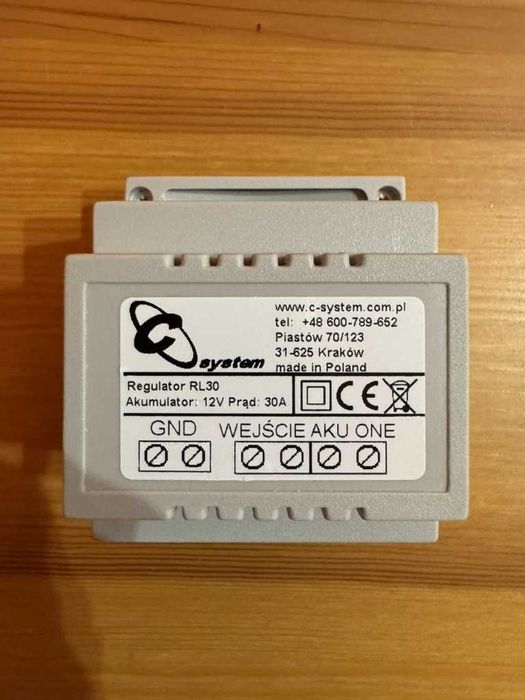 C
system
www.c-system.com.pl
tel: +48 600-789-652
Piastów 70/123
31-625 Kraków
made in Poland
Regulator RL30
Akumulator: 12V Prąd: 30A
CE
GND WEJŚCIE AKU ONE